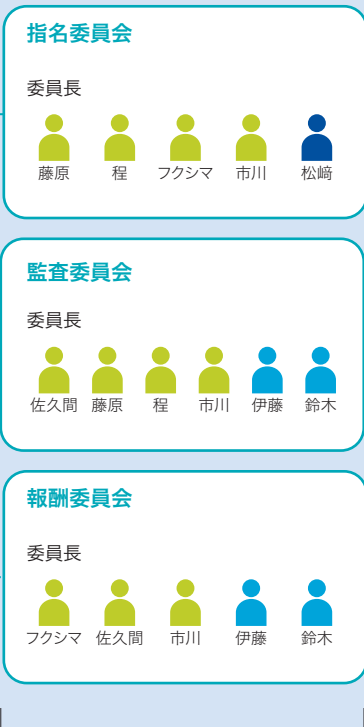 指名委員会
委員長
藤原 程 フクシマ 市川 松﨑
監査委員会
委員長
佐久間 藤原 程 市川 伊藤 鈴木
報酬委員会
委員長
フクシマ 佐久間 市川 伊藤 鈴木